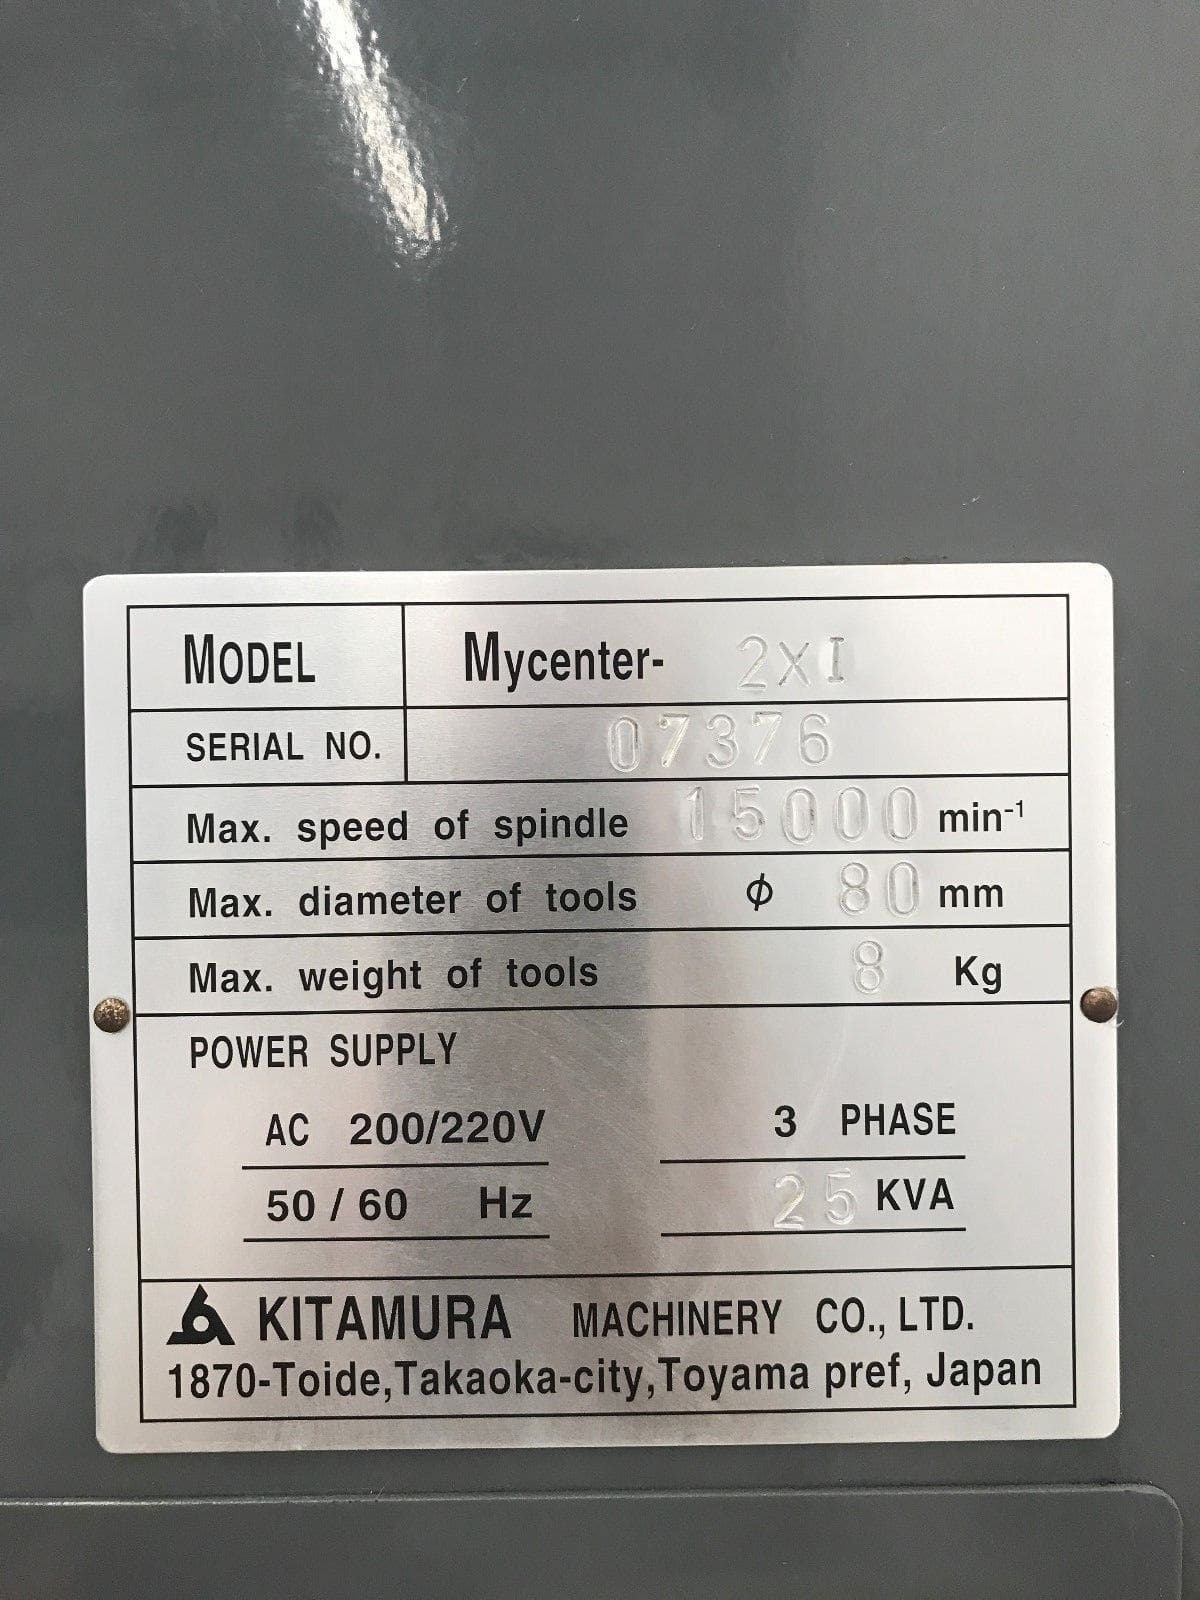 MODEL Mycenter- 2XI
SERIAL NO. 07376
Max. speed of spindle 15000 min⁻¹
Max. diameter of tools ϕ 80 mm
Max. weight of tools 8 Kg
POWER SUPPLY
AC 200/220V 3 PHASE
50 / 60 Hz 25 KVA
KITAMURA MACHINERY CO., LTD.
1870-Toide,Takaoka-city,Toyama pref, Japan